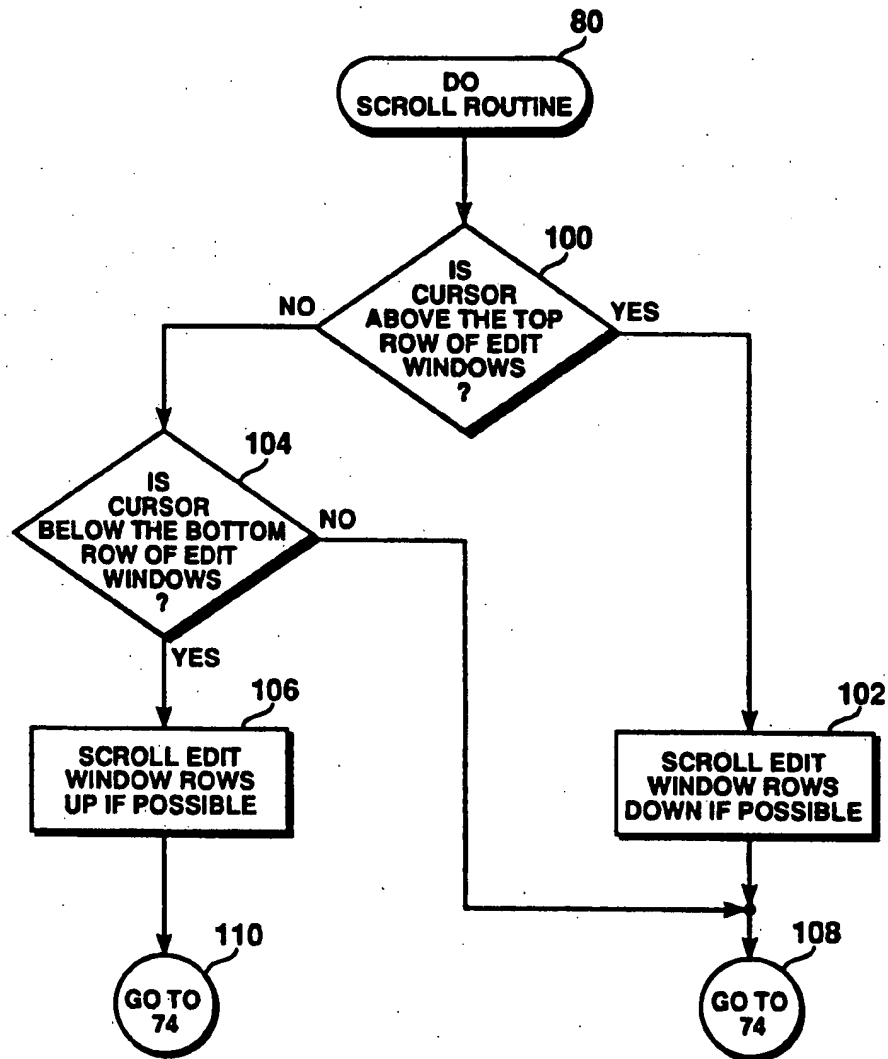 80
DO
SCROLL ROUTINE
100
IS
CURSOR
ABOVE THE TOP
ROW OF EDIT
WINDOWS
?
NO
YES
104
IS
CURSOR
BELOW THE BOTTOM
ROW OF EDIT
WINDOWS
?
NO
YES
106
SCROLL EDIT
WINDOW ROWS
UP IF POSSIBLE
102
SCROLL EDIT
WINDOW ROWS
DOWN IF POSSIBLE
110
GO TO
74
108
GO TO
74